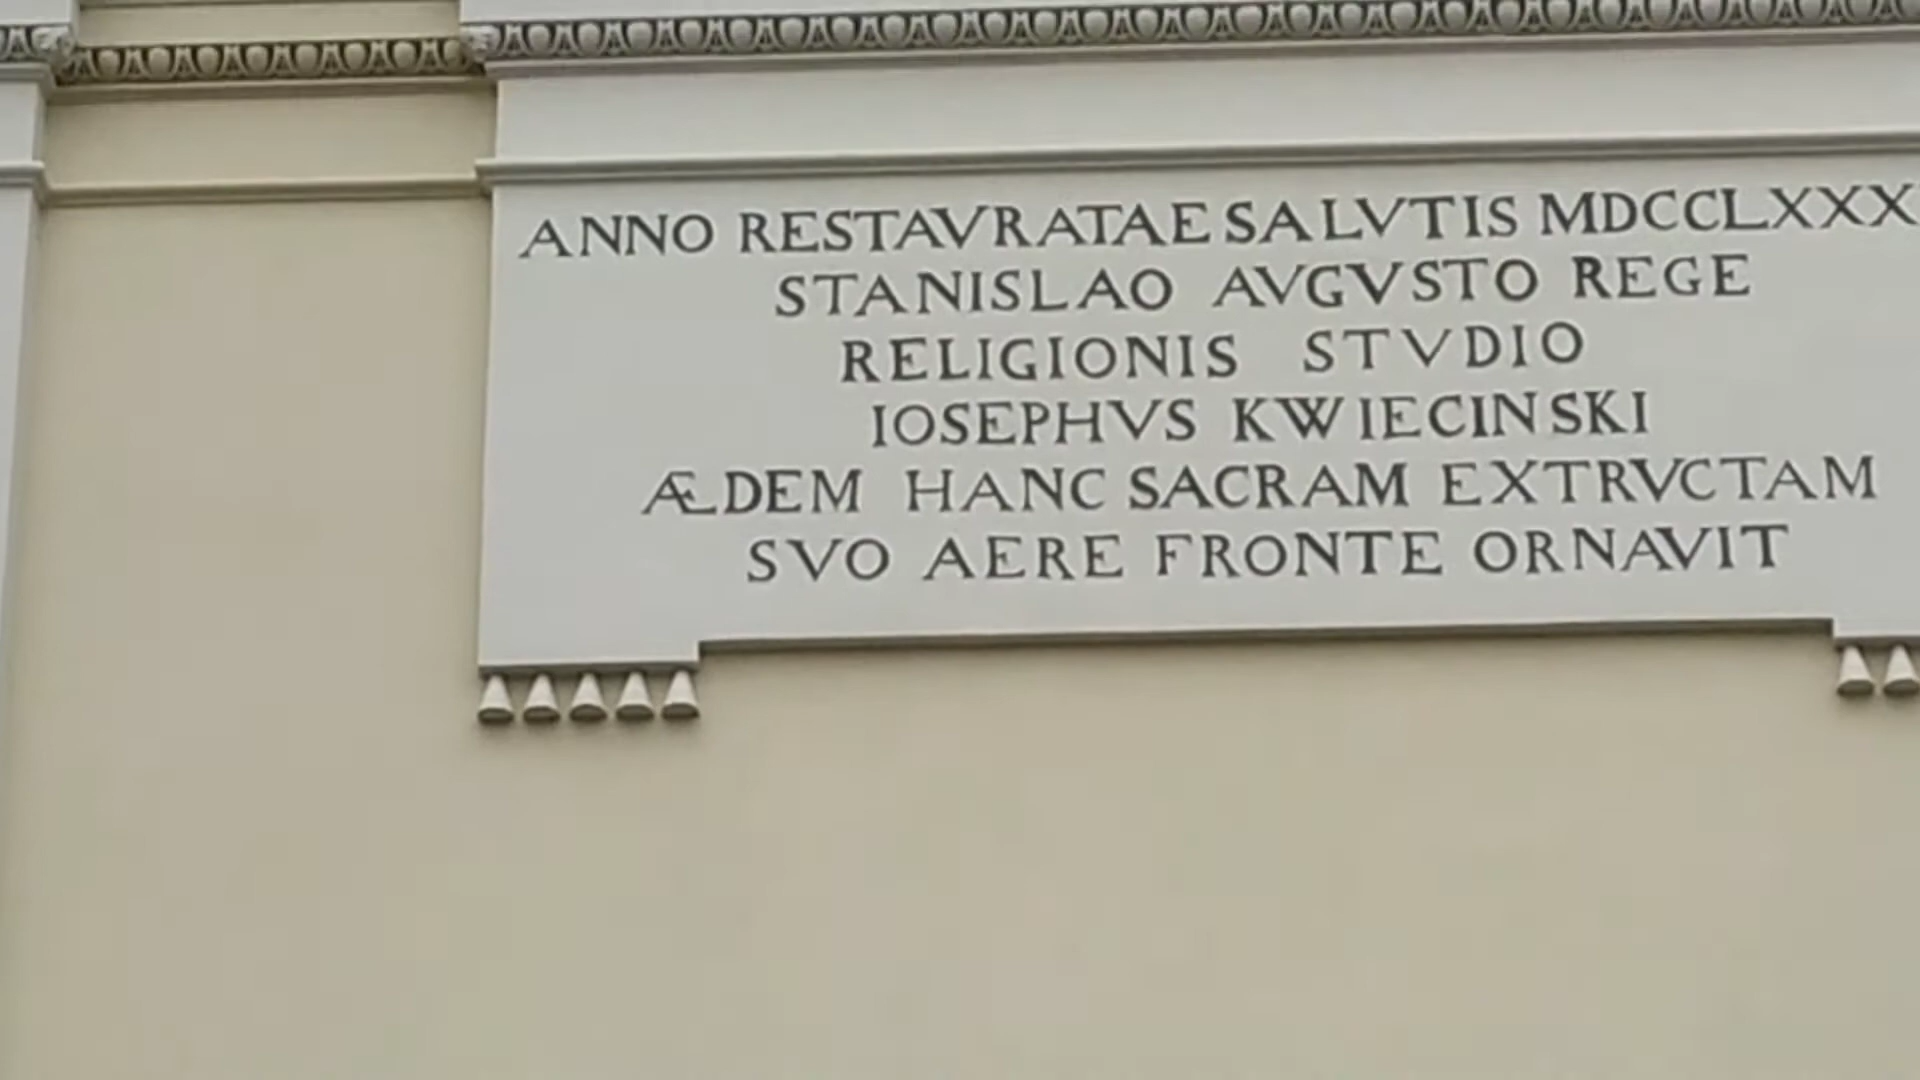 ANNO RESTAVRATAE SALVTIS MDCCLXXX
STANISLAO AVGVSTO REGE
RELIGIONIS STVDIO
IOSEPHVS KWIECINSKI
ÆDEM HANC SACRAM EXTRVCTAM
SVO AERE FRONTE ORNAVIT